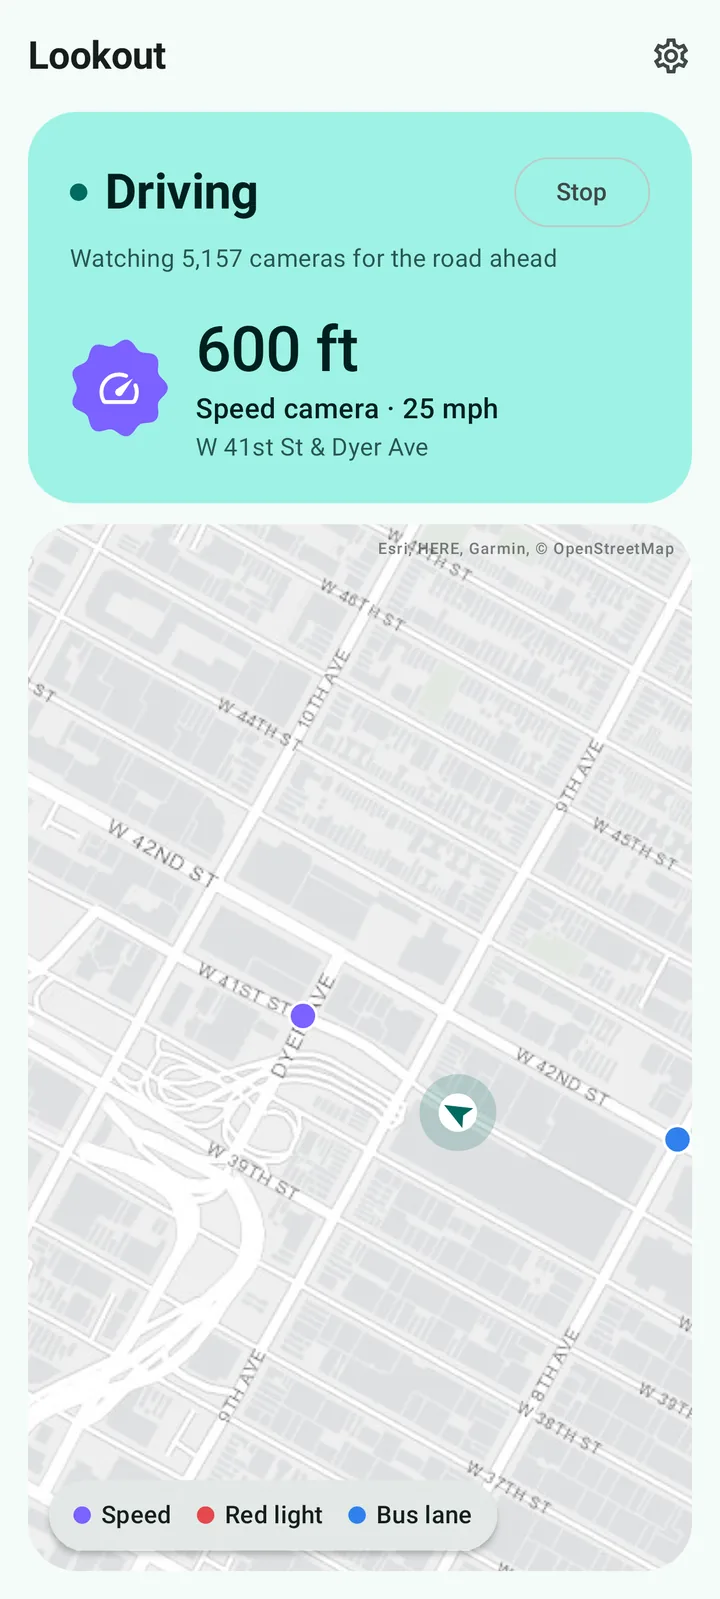 Lookout
Driving
Stop
Watching 5,157 cameras for the road ahead
600 ft
Speed camera · 25 mph
W 41st St & Dyer Ave
Esri, HERE, Garmin, © OpenStreetMap
W 46TH ST
10TH AVE
ST
W 44TH ST
9TH AVE
W 45TH ST
W 42ND ST
W 41ST ST
DYER AVE
W 42ND ST
W 39TH ST
9TH AVE
8TH AVE
W 39TH
W 38TH ST
W 37TH ST
Speed
Red light
Bus lane